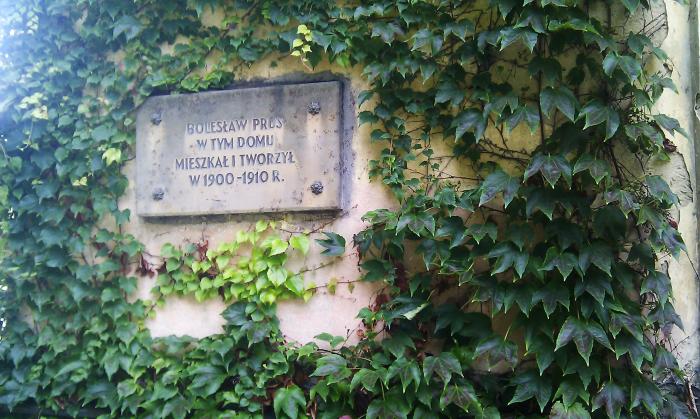 BOLESŁAW PRUS
W TYM DOMU
MIESZKAŁ I TWORZYŁ
W 1900-1910 R.